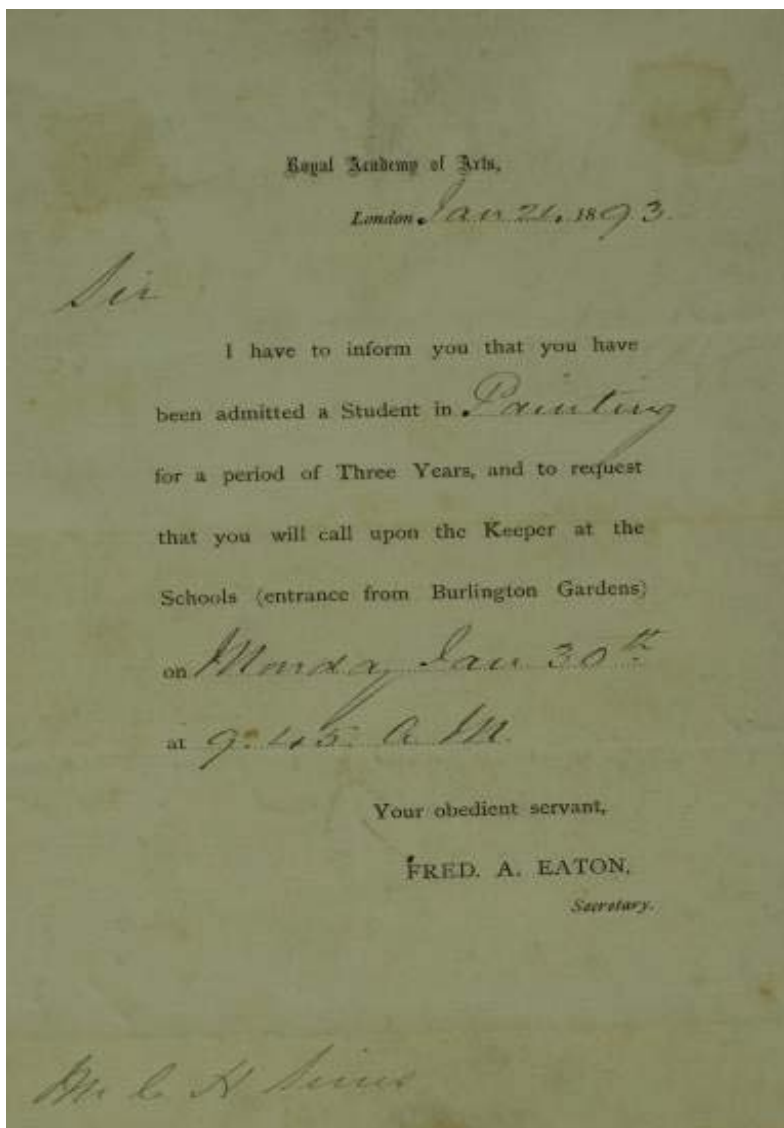 Royal Academy of Arts,
London Jan 21, 1893.
Sir
I have to inform you that you have
been admitted a Student in Painting
for a period of Three Years, and to request
that you will call upon the Keeper at the
Schools (entrance from Burlington Gardens)
on Monday Jan 30th
at 9.45. A M.
Your obedient servant,
FRED. A. EATON,
Secretary.
Mr C H Sims